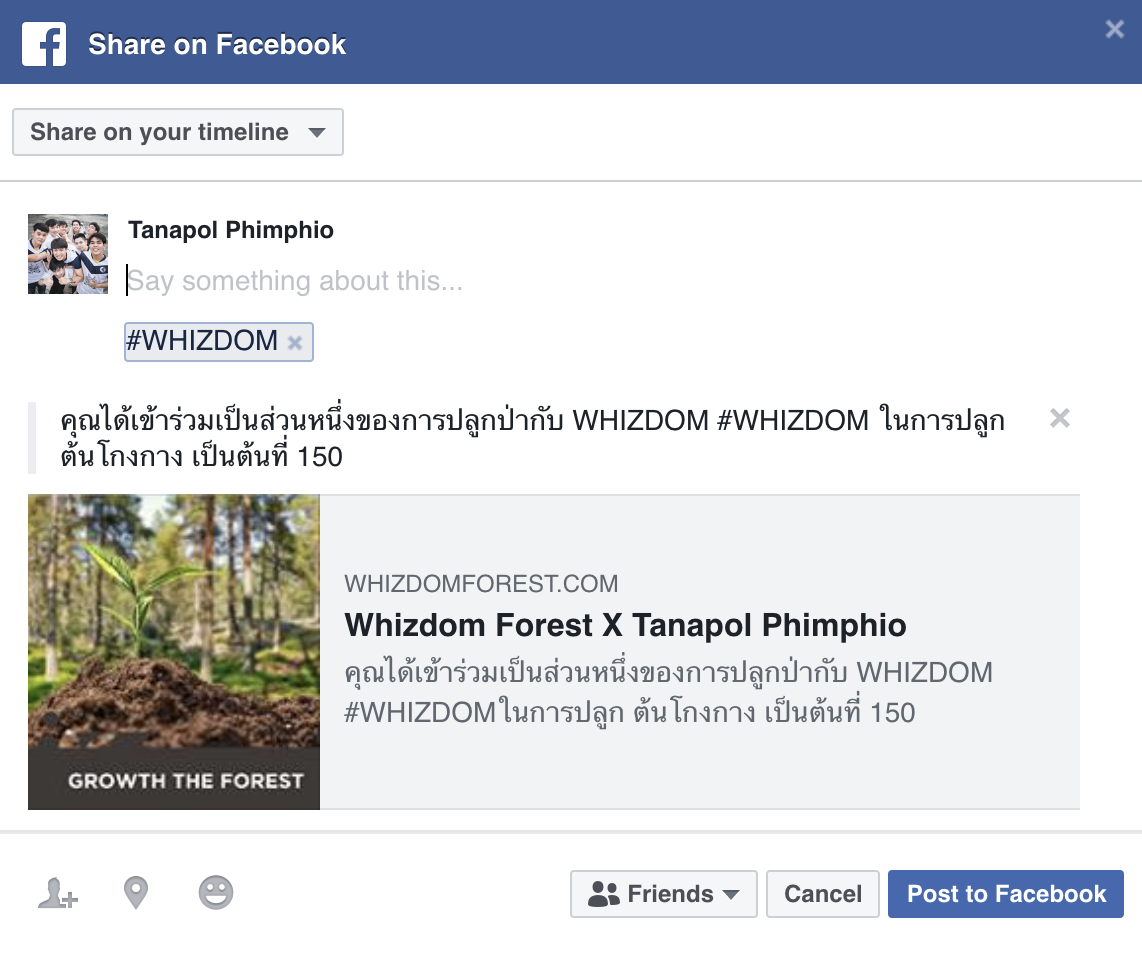 Share on Facebook
Share on your timeline
Tanapol Phimphio
Say something about this...
#WHIZDOM
คุณได้เข้าร่วมเป็นส่วนหนึ่งของการปลูกป่ากับ WHIZDOM #WHIZDOM ในการปลูก
ต้นโกงกาง เป็นต้นที่ 150
WHIZDOMFOREST.COM
Whizdom Forest X Tanapol Phimphio
คุณได้เข้าร่วมเป็นส่วนหนึ่งของการปลูกป่ากับ WHIZDOM
#WHIZDOMในการปลูก ต้นโกงกาง เป็นต้นที่ 150
GROWTH THE FOREST
Friends
Cancel
Post to Facebook